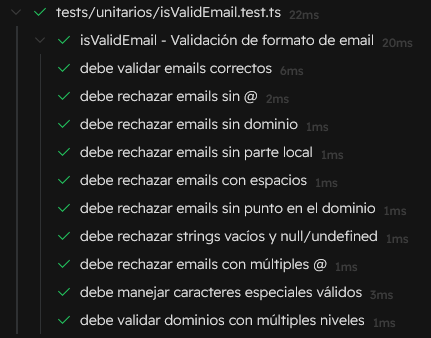 tests/unitarios/isValidEmail.test.ts 22ms
isValidEmail - Validación de formato de email 20ms
debe validar emails correctos 6ms
debe rechazar emails sin @ 2ms
debe rechazar emails sin dominio 1ms
debe rechazar emails sin parte local 1ms
debe rechazar emails con espacios 1ms
debe rechazar emails sin punto en el dominio 1ms
debe rechazar strings vacíos y null/undefined 1ms
debe rechazar emails con múltiples @ 1ms
debe manejar caracteres especiales válidos 3ms
debe validar dominios con múltiples niveles 1ms